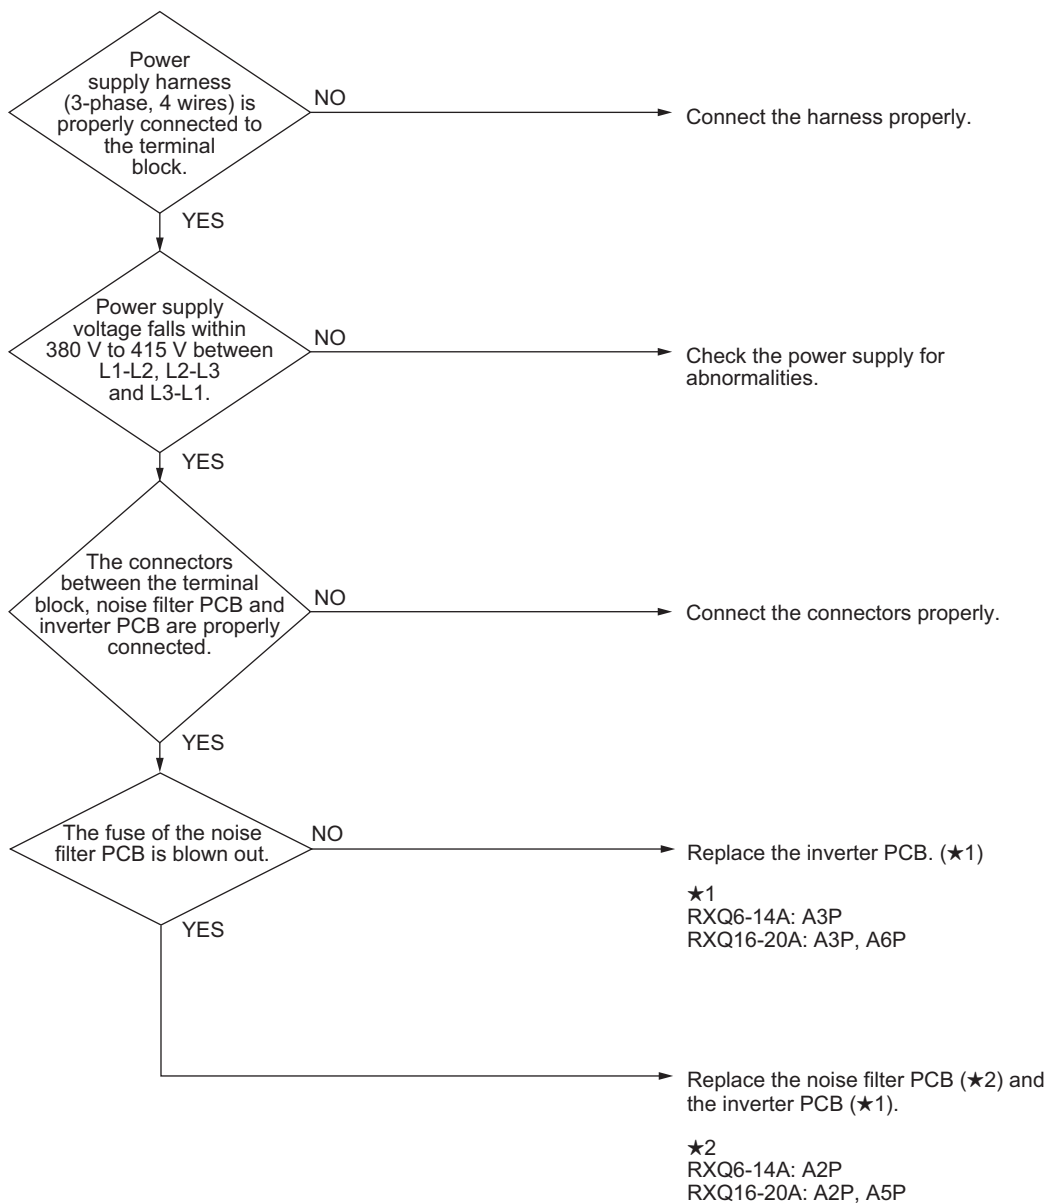 Power
supply harness
(3-phase, 4 wires) is
properly connected to
the terminal
block.
NO
Connect the harness properly.
YES
Power supply
voltage falls within
380 V to 415 V between
L1-L2, L2-L3
and L3-L1.
NO
Check the power supply for
abnormalities.
YES
The connectors
between the terminal
block, noise filter PCB and
inverter PCB are properly
connected.
NO
Connect the connectors properly.
YES
The fuse of the noise
filter PCB is blown out.
NO
Replace the inverter PCB. (★1)
★1
RXQ6-14A: A3P
RXQ16-20A: A3P, A6P
YES
Replace the noise filter PCB (★2) and
the inverter PCB (★1).
★2
RXQ6-14A: A2P
RXQ16-20A: A2P, A5P